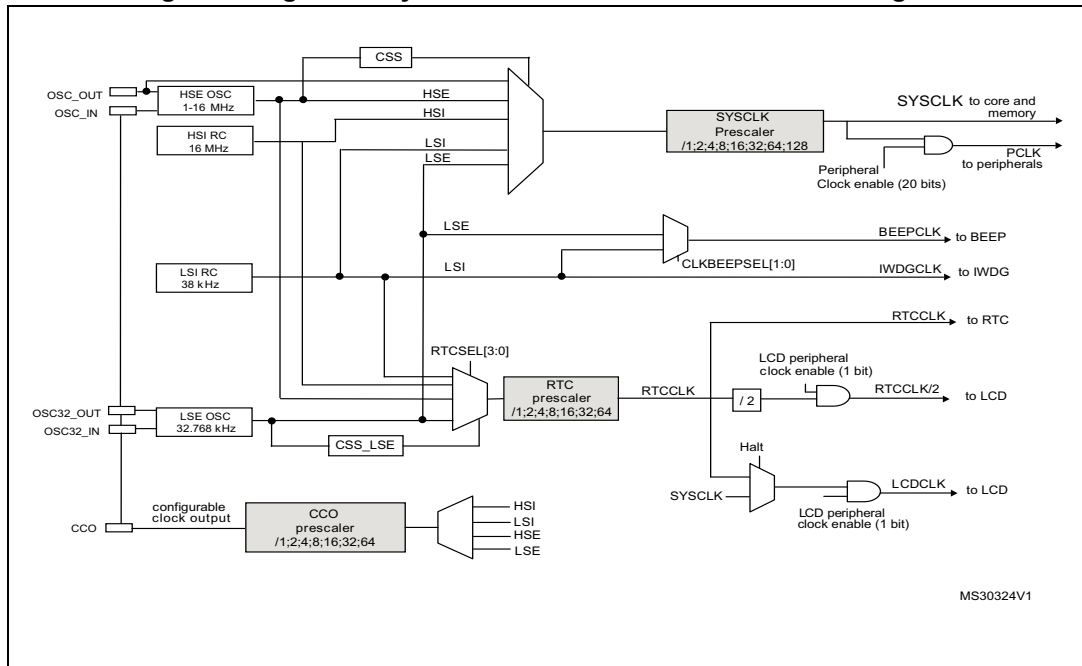 CSS
OSC_OUT
OSC_IN
HSE OSC
1-16 MHz
HSE
HSI RC
16 MHz
HSI
LSI
LSE
SYSCLK
Prescaler
/1;2;4;8;16;32;64;128
SYSCLK to core and
memory
PCLK
to peripherals
Peripheral
Clock enable (20 bits)
LSE
BEEPCLK
to BEEP
CLKBEEPSEL[1:0]
LSI RC
38 kHz
LSI
IWDGCLK
to IWDG
RTCCLK
to RTC
RTCSEL[3:0]
LCD peripheral
clock enable (1 bit)
RTC
prescaler
/1;2;4;8;16;32;64
RTCCLK
/ 2
RTCCLK/2
to LCD
OSC32_OUT
OSC32_IN
LSE OSC
32.768 kHz
CSS_LSE
Halt
SYSCLK
LCDCLK
to LCD
LCD peripheral
clock enable (1 bit)
CCO
configurable
clock output
CCO
prescaler
/1;2;4;8;16;32;64
HSI
LSI
HSE
LSE
MS30324V1